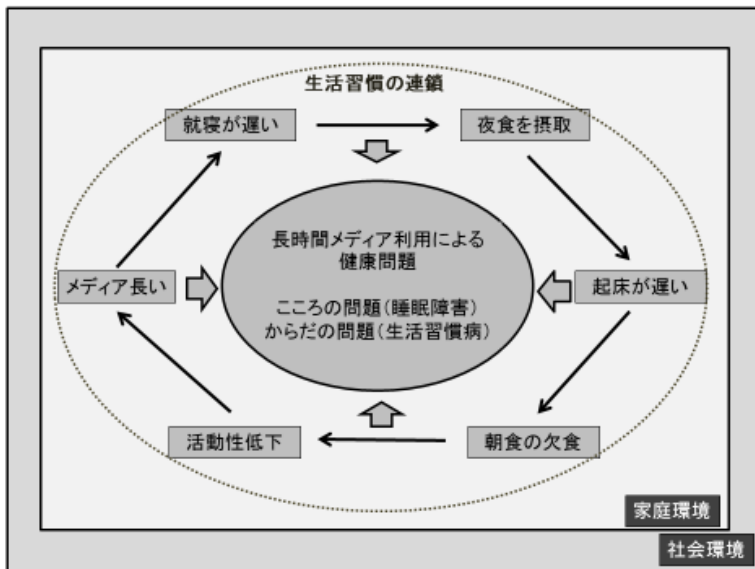 生活習慣の連鎖
就寝が遅い
夜食を摂取
メディア長い
長時間メディア利用による
健康問題
こころの問題(睡眠障害)
からだの問題(生活習慣病)
起床が遅い
活動性低下
朝食の欠食
家庭環境
社会環境